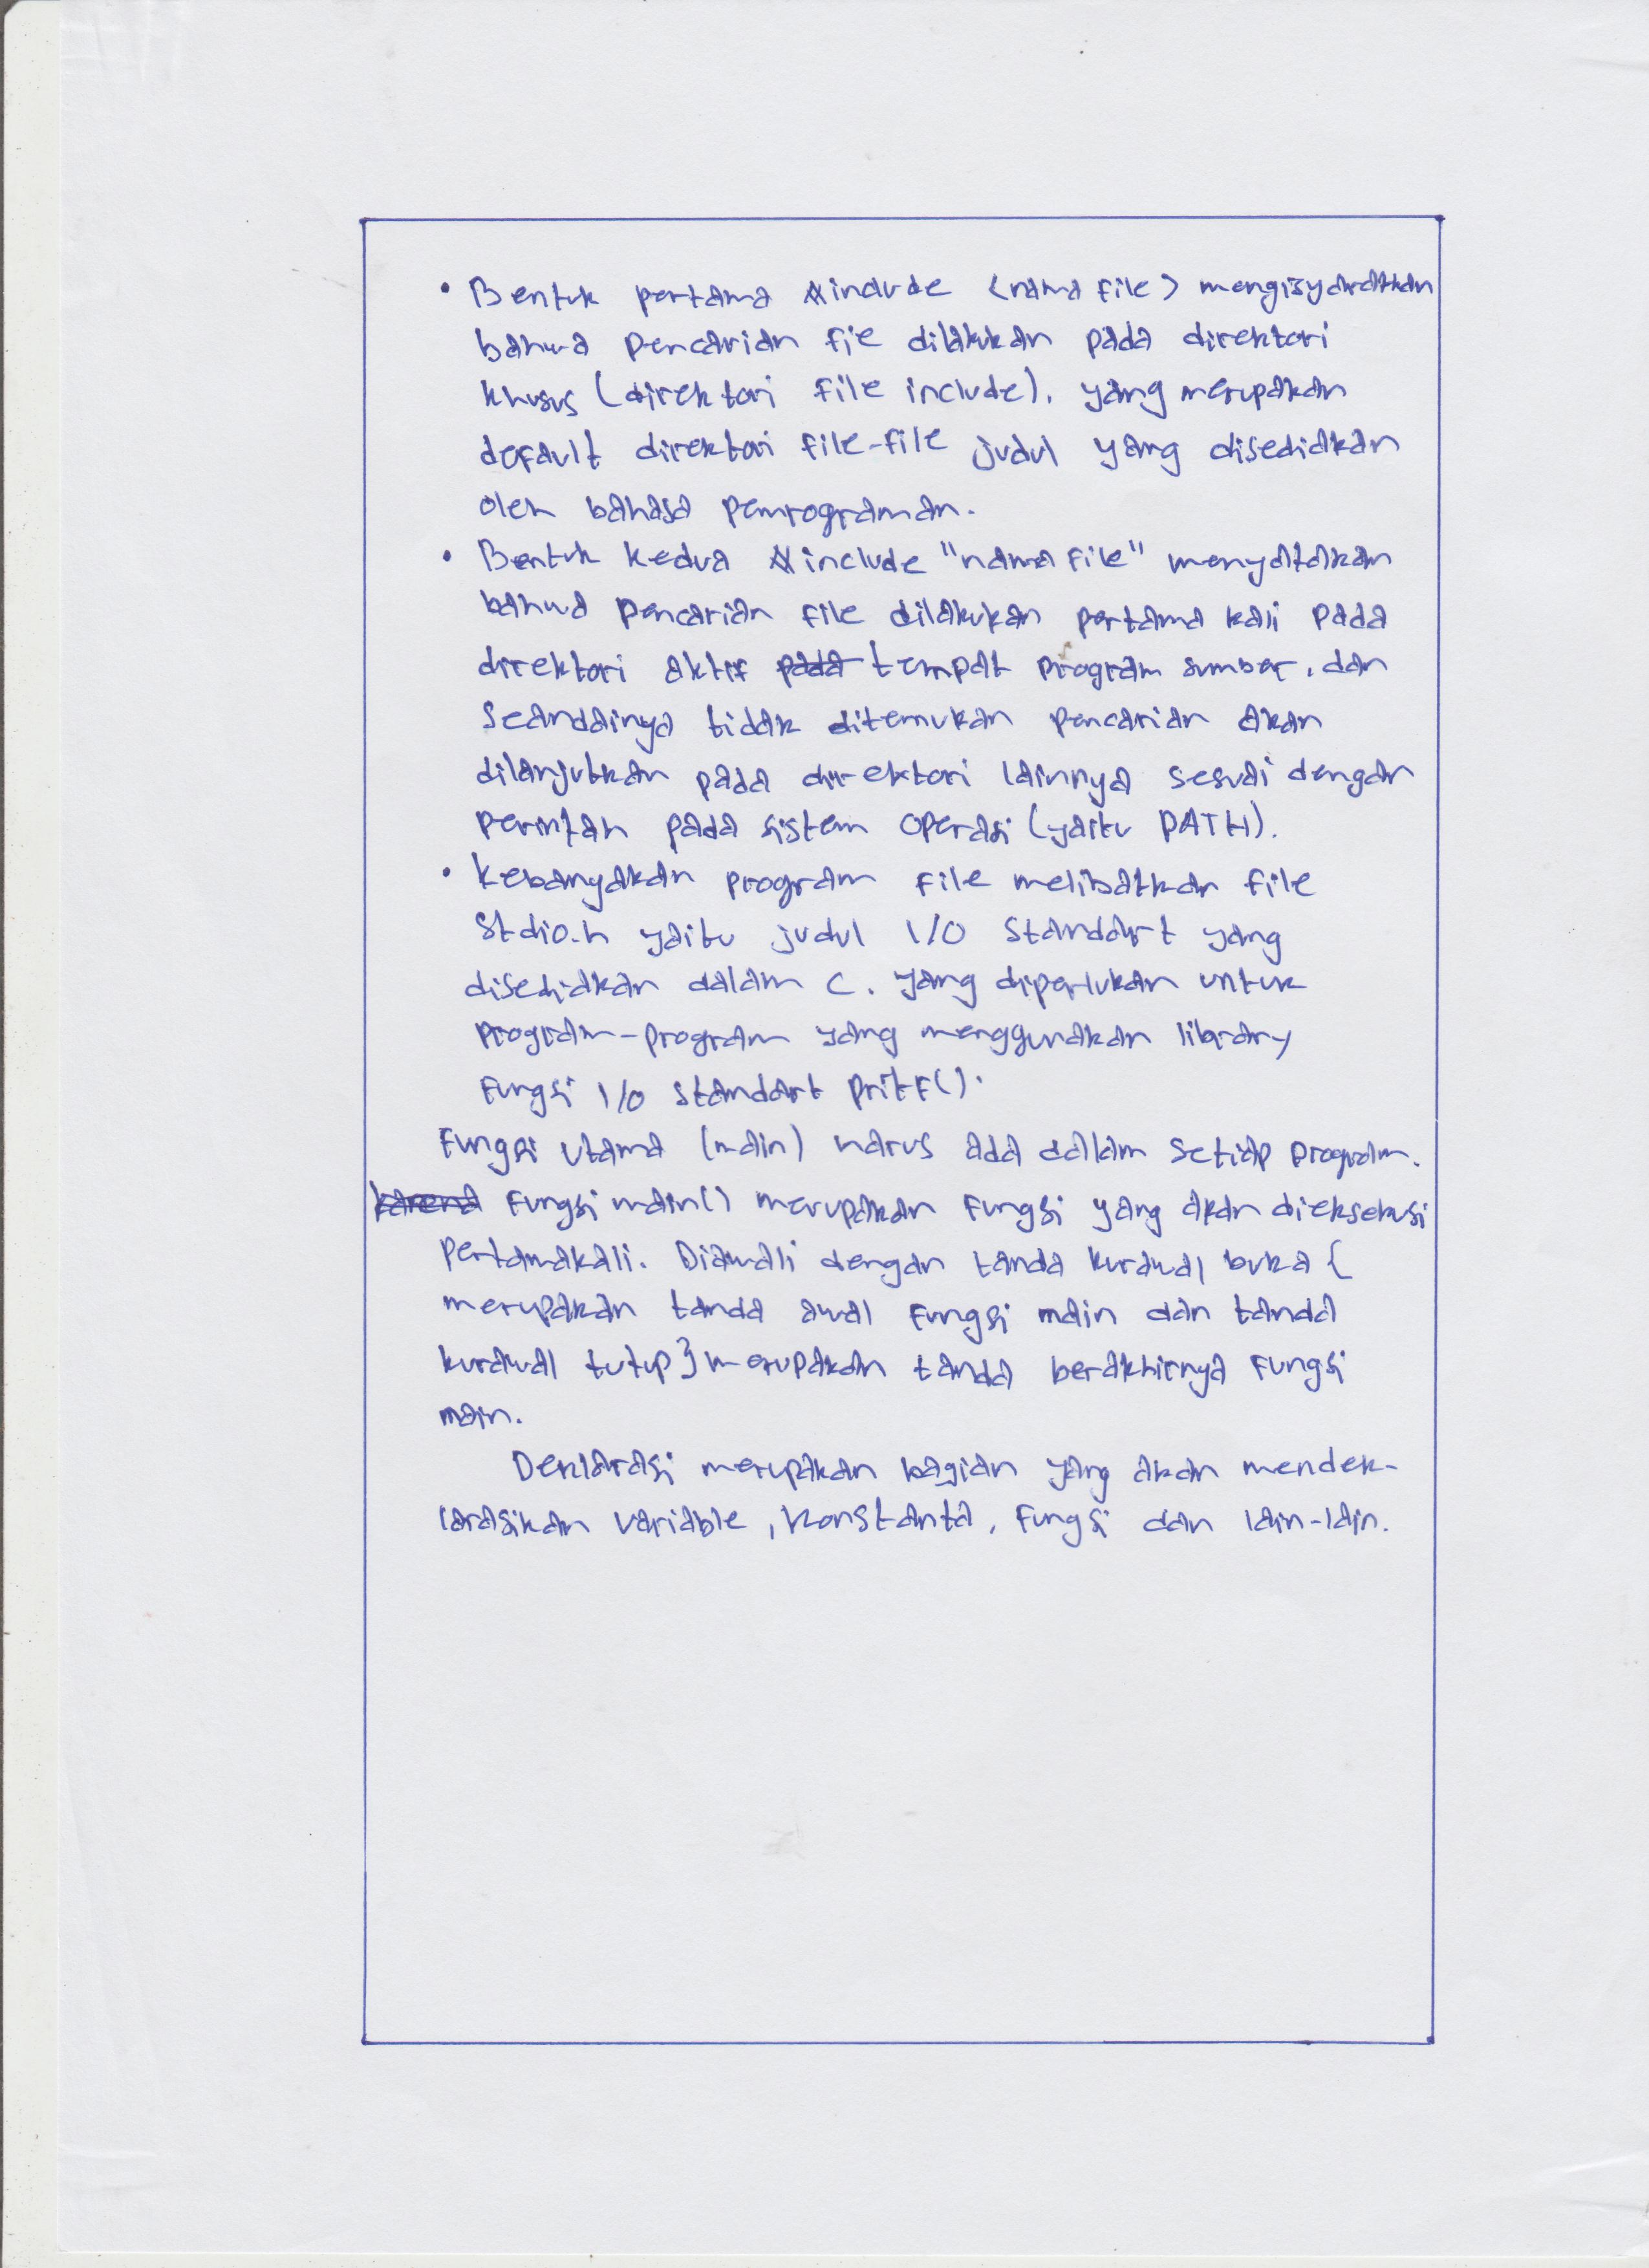 • Bentuk pertama #include <nama file> mengisyaratkan
bahwa pencarian fie dilakukan pada direktori
khusus (direktori file include). yang merupakan
default direktori file-file judul yang disediakan
oleh bahasa pemrograman.
• Bentuk kedua #include "nama file" menyatakan
bahwa pencarian file dilakukan pertama kali pada
direktori aktif pada tempat program sumber, dan
Seandainya tidak ditemukan pencarian akan
dilanjutkan pada direktori lainnya sesuai dengan
perintah pada sistem operasi (yaitu PATH).
• Kebanyakan program file melibatkan file
Stdio.h yaitu judul I/O Standart yang
disediakan dalam C. yang diperlukan untuk
program-program yang menggunakan library
Fungsi I/O standart pritf().
Fungsi utama (main) harus ada dalam setiap program.
karena Fungsi main() merupakan Fungsi yang akan dieksekusi
pertamakali. Diawali dengan tanda kurawal buka {
merupakan tanda awal Fungsi main dan tanda
kurawal tutup } merupakan tanda berakhirnya Fungsi
main.
Deklarasi merupakan bagian yang akan mendek-
larasikan variable, Konstanta, Fungsi dan lain-lain.